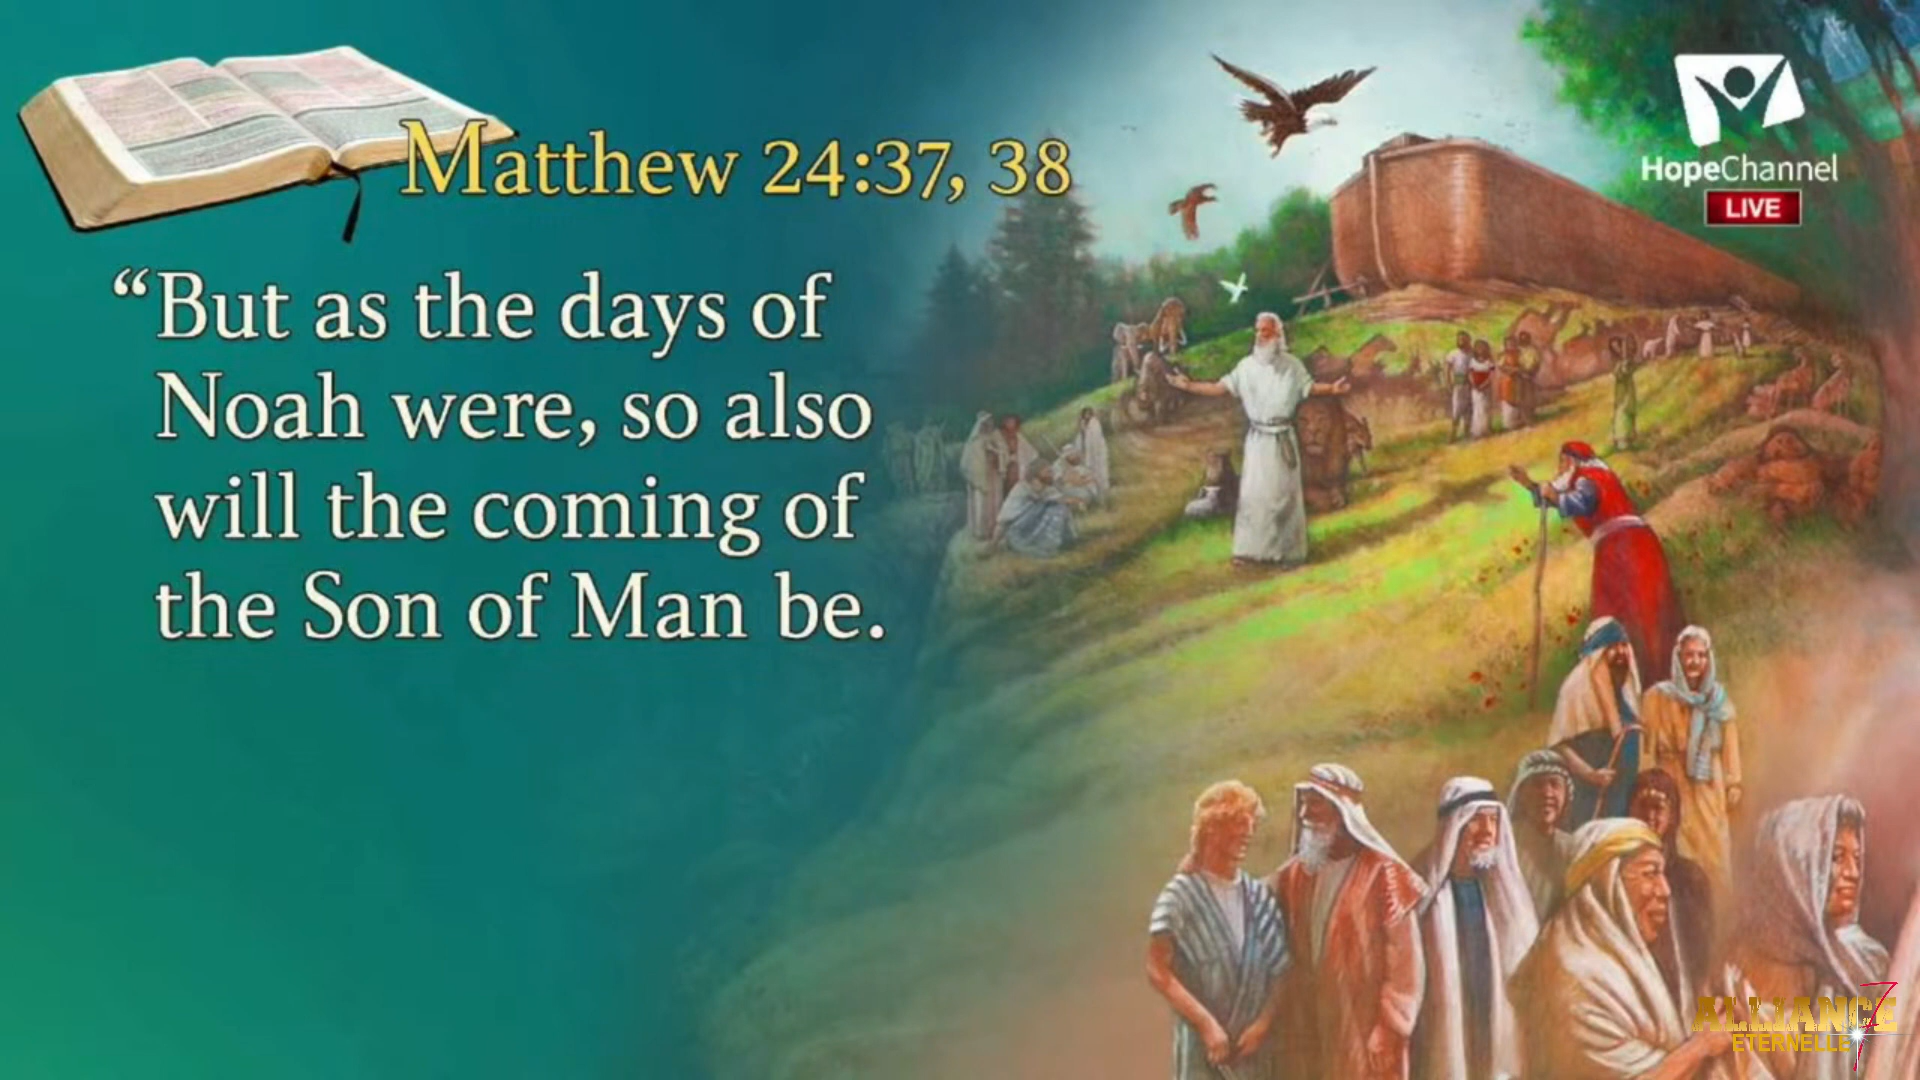 Matthew 24:37, 38
“But as the days of
Noah were, so also
will the coming of
the Son of Man be.
HopeChannel
LIVE
ALLIANCE
ETERNELLE 7